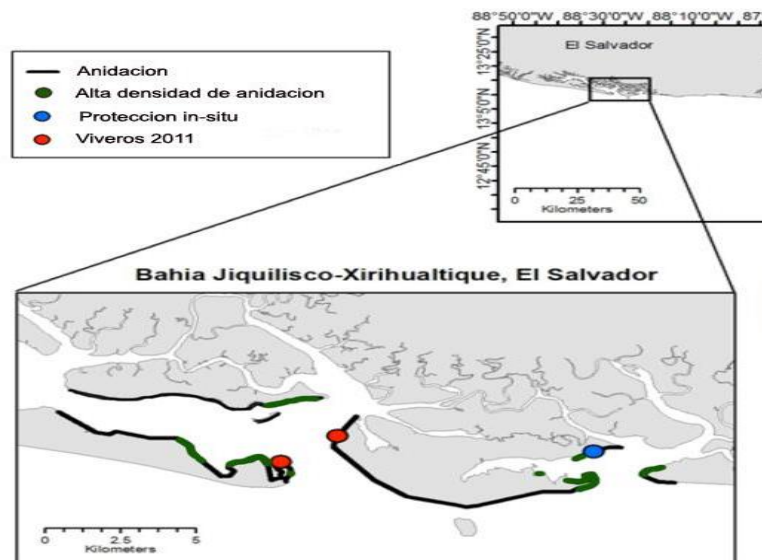 88°50'0"W 88°30'0"W 88°10'0"W 87
13°25'0"N
13°5'0"N
12°45'0"N
El Salvador
0 25 50
Kilometers
Anidacion
Alta densidad de anidacion
Proteccion in-situ
Viveros 2011
Bahia Jiquilisco-Xirihualtique, El Salvador
0 2.5 5
Kilometers